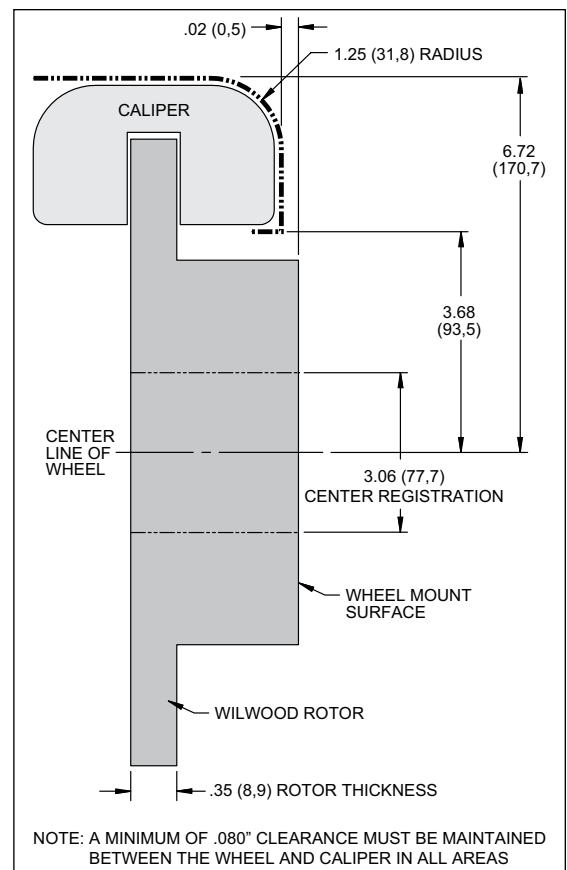 .02 (0,5)
1.25 (31,8) RADIUS
CALIPER
6.72
(170,7)
3.68
(93,5)
CENTER
LINE OF
WHEEL
3.06 (77,7)
CENTER REGISTRATION
WHEEL MOUNT
SURFACE
WILWOOD ROTOR
.35 (8,9) ROTOR THICKNESS
NOTE: A MINIMUM OF .080" CLEARANCE MUST BE MAINTAINED
BETWEEN THE WHEEL AND CALIPER IN ALL AREAS